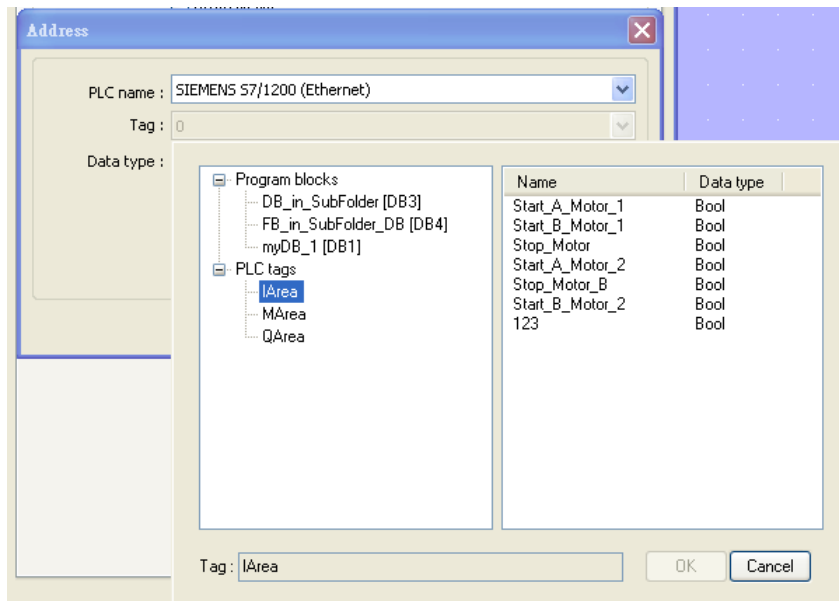 Address
PLC name : SIEMENS S7/1200 (Ethernet)
Tag : 0
Data type :
Program blocks
DB_in_SubFolder [DB3]
FB_in_SubFolder_DB [DB4]
myDB_1 [DB1]
PLC tags
IArea
MArea
QArea
Name Data type
Start_A_Motor_1 Bool
Start_B_Motor_1 Bool
Stop_Motor Bool
Start_A_Motor_2 Bool
Stop_Motor_B Bool
Start_B_Motor_2 Bool
123 Bool
Tag : IArea
OK Cancel